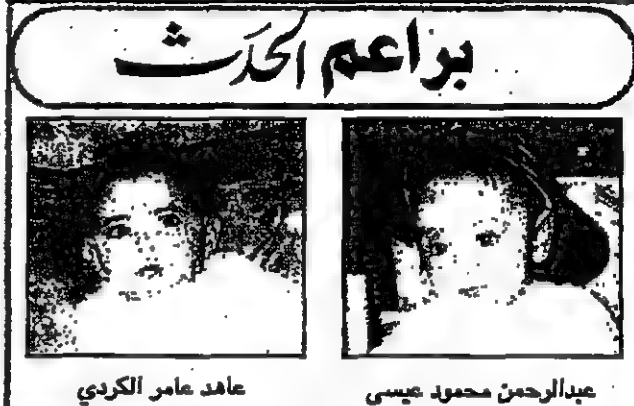 براعم الحدث
عبدالرحمن محمود عيسى
عاهد عامر الكردي